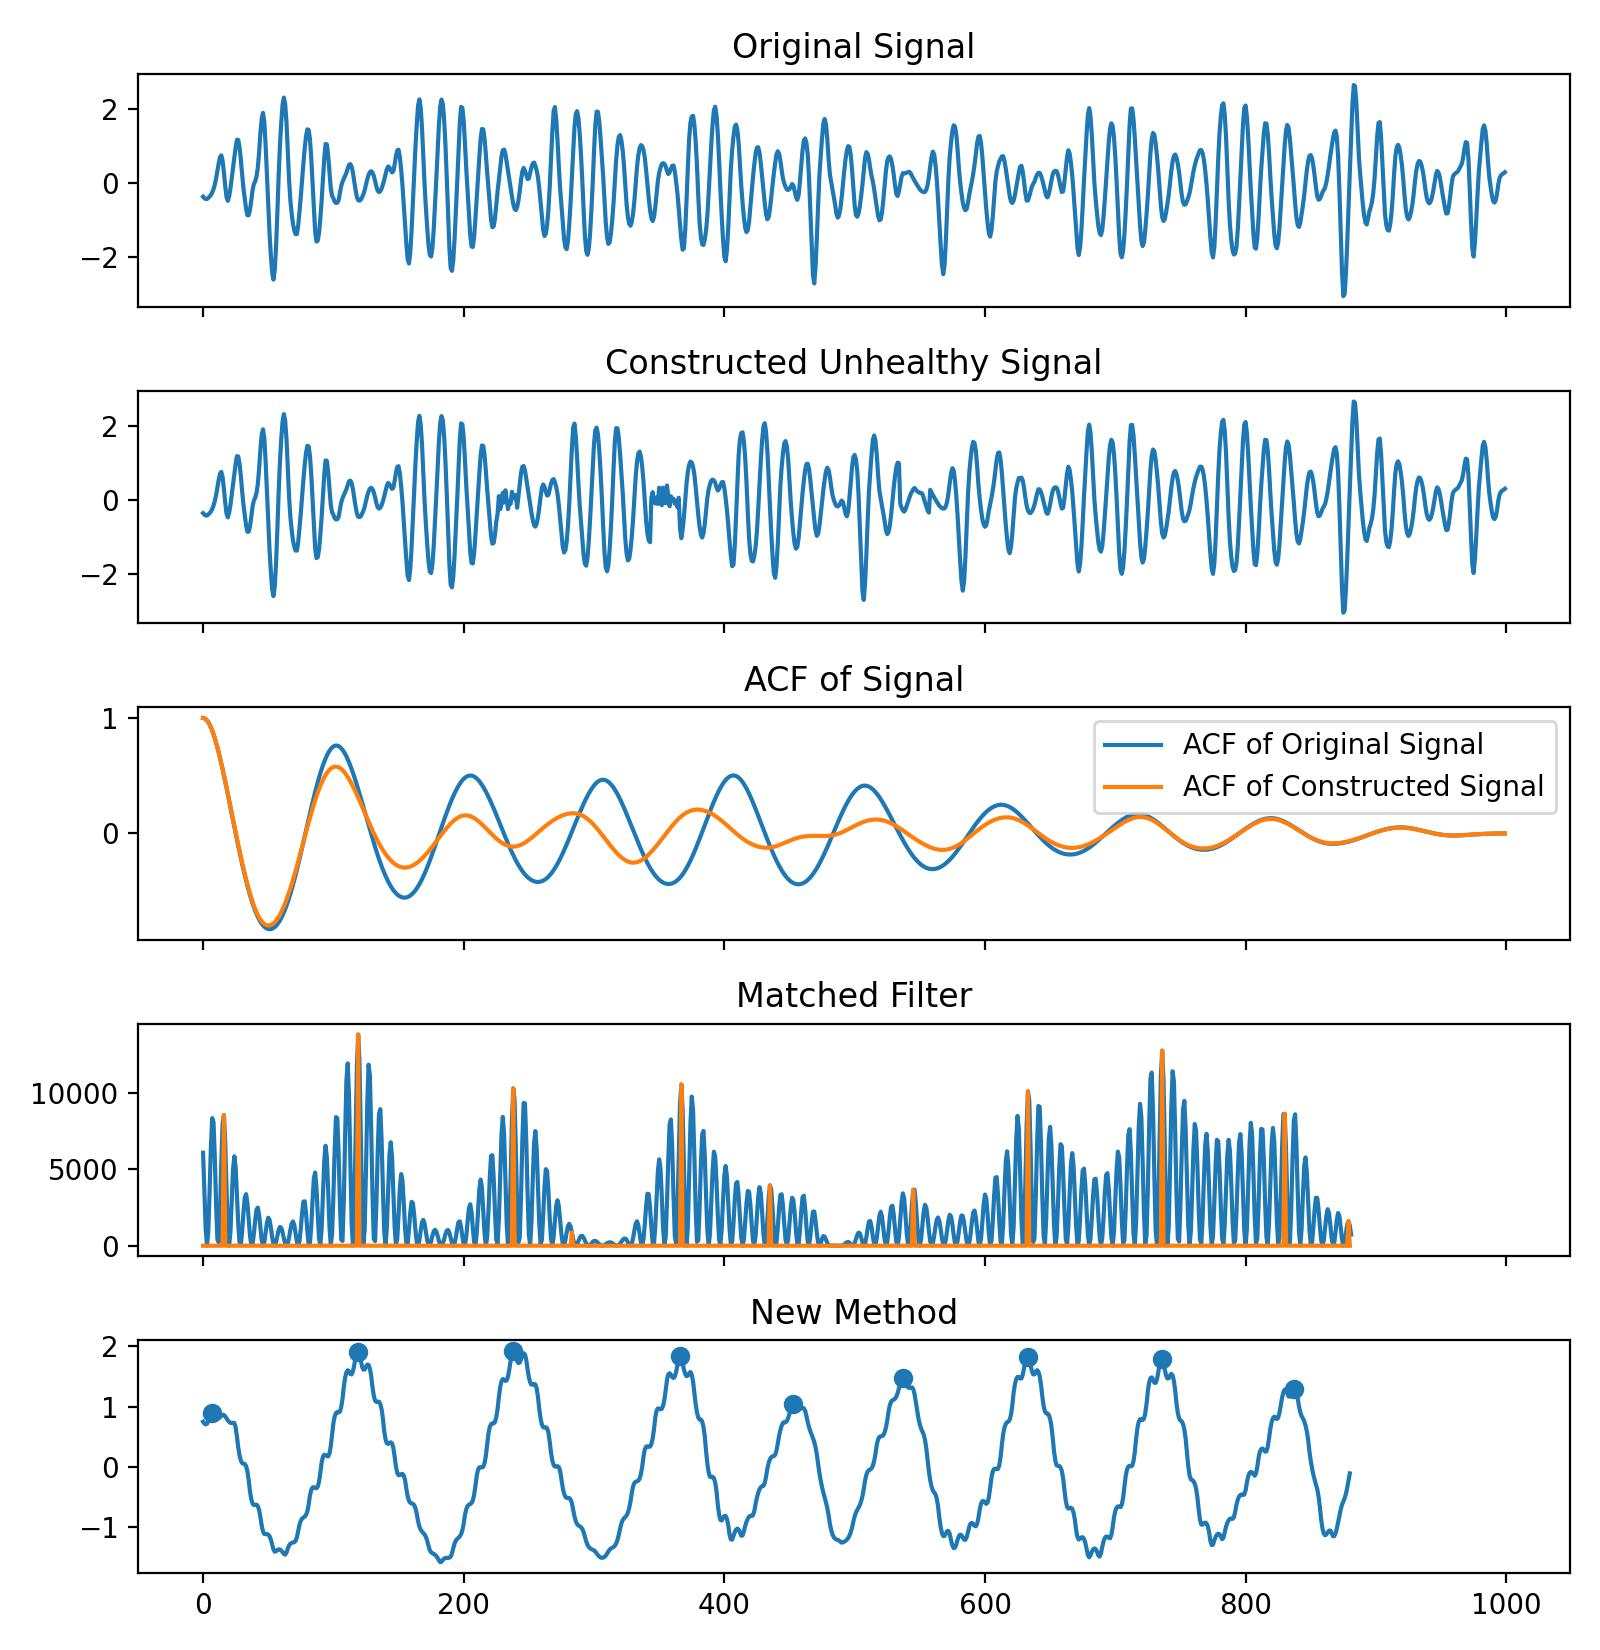 Original Signal
2
0
−2
Constructed Unhealthy Signal
2
0
−2
ACF of Signal
1
0
ACF of Original Signal
ACF of Constructed Signal
Matched Filter
10000
5000
0
New Method
2
1
0
−1
0 200 400 600 800 1000